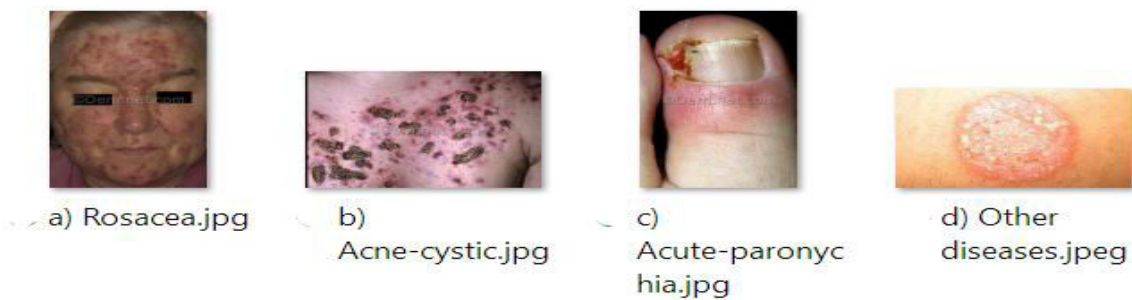 a) Rosacea.jpg
b)
Acne-cystic.jpg
c)
Acute-paronyc
hia.jpg
d) Other
diseases.jpeg